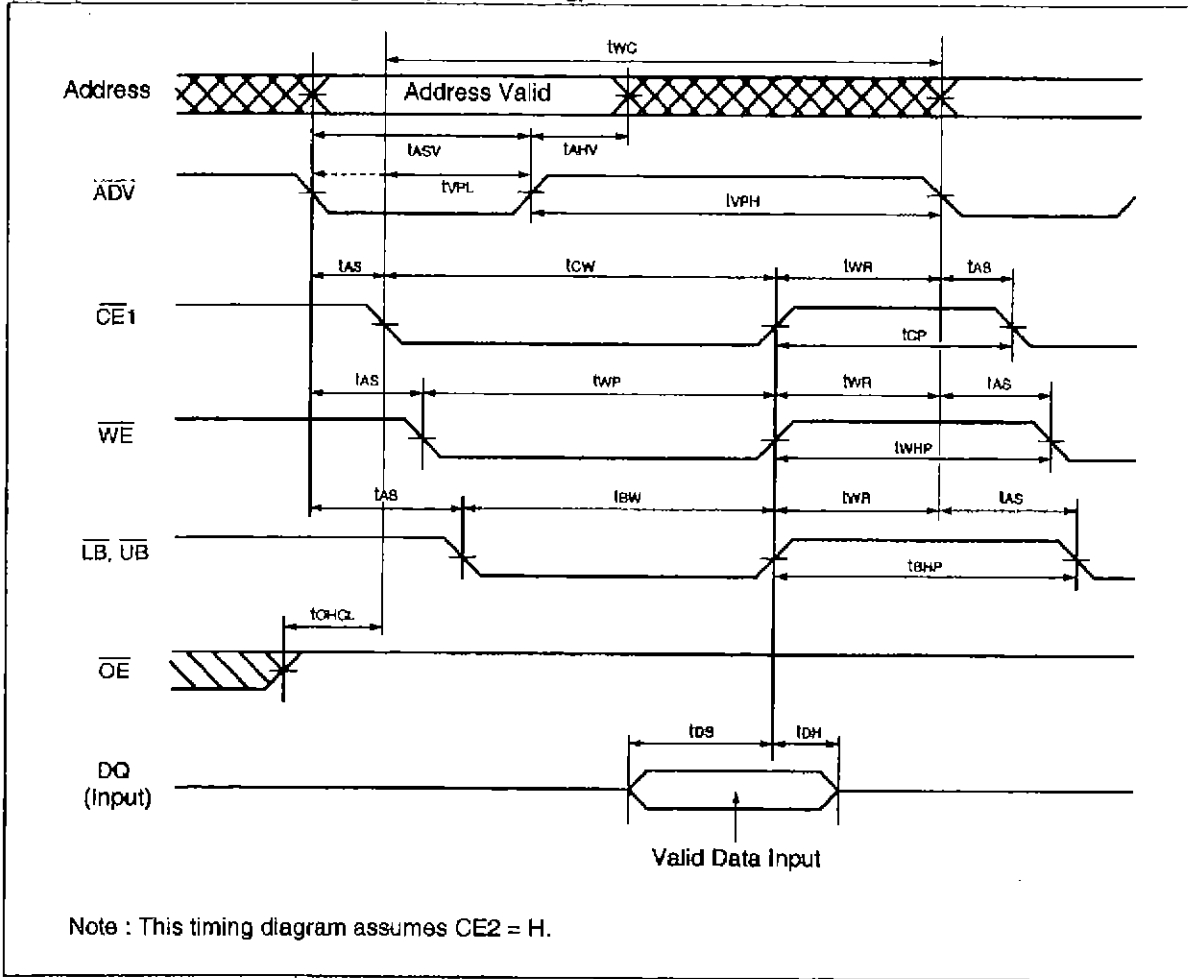 tWC
Address
Address Valid
tASV
tAHV
ADV
tVPL
tVPH
tAS
tCW
tWR
tAS
CE1
tCP
tAS
tWP
tWR
tAS
WE
tWHP
tAS
tBW
tWR
tAS
LB, UB
tBHP
tOHCL
OE
tDS
tDH
DQ
(Input)
Valid Data Input
Note : This timing diagram assumes CE2 = H.